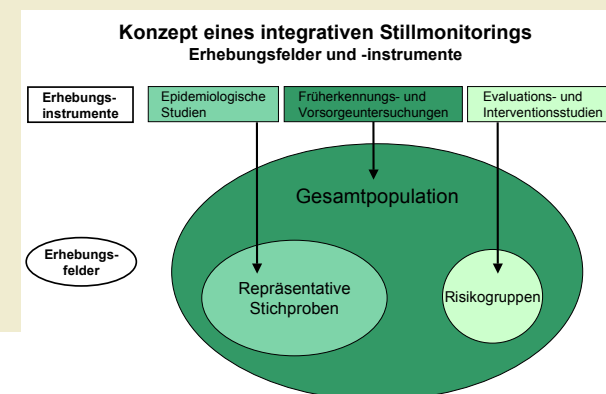 Konzept eines integrativen Stillmonitorings
Erhebungsfelder und -instrumente
Erhebungs-
instrumente
Epidemiologische
Studien
Früherkennungs- und
Vorsorgeuntersuchungen
Evaluations- und
Interventionsstudien
Gesamtpopulation
Erhebungs-
felder
Repräsentative
Stichproben
Risikogruppen